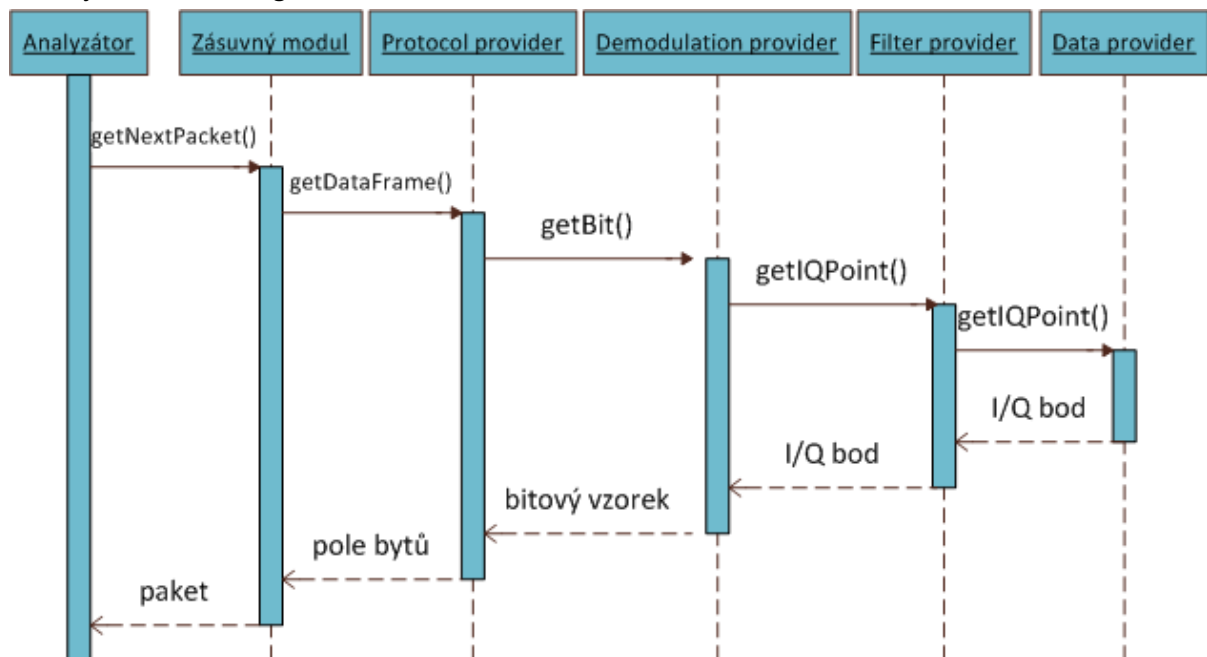 Analyzátor
Zásuvný modul
Protocol provider
Demodulation provider
Filter provider
Data provider
getNextPacket()
getDataFrame()
getBit()
getIQPoint()
getIQPoint()
I/Q bod
I/Q bod
bitový vzorek
pole bytů
paket